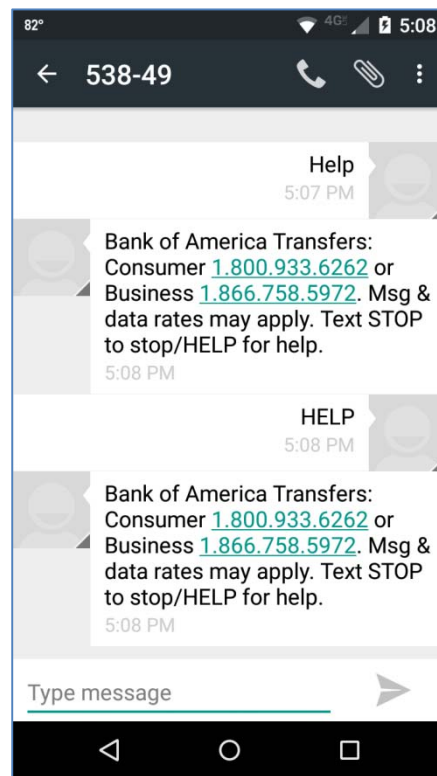 82° 4G 5:08
538-49
Help
5:07 PM
Bank of America Transfers:
Consumer 1.800.933.6262 or
Business 1.866.758.5972. Msg &
data rates may apply. Text STOP
to stop/HELP for help.
5:08 PM
HELP
5:08 PM
Bank of America Transfers:
Consumer 1.800.933.6262 or
Business 1.866.758.5972. Msg &
data rates may apply. Text STOP
to stop/HELP for help.
5:08 PM
Type message